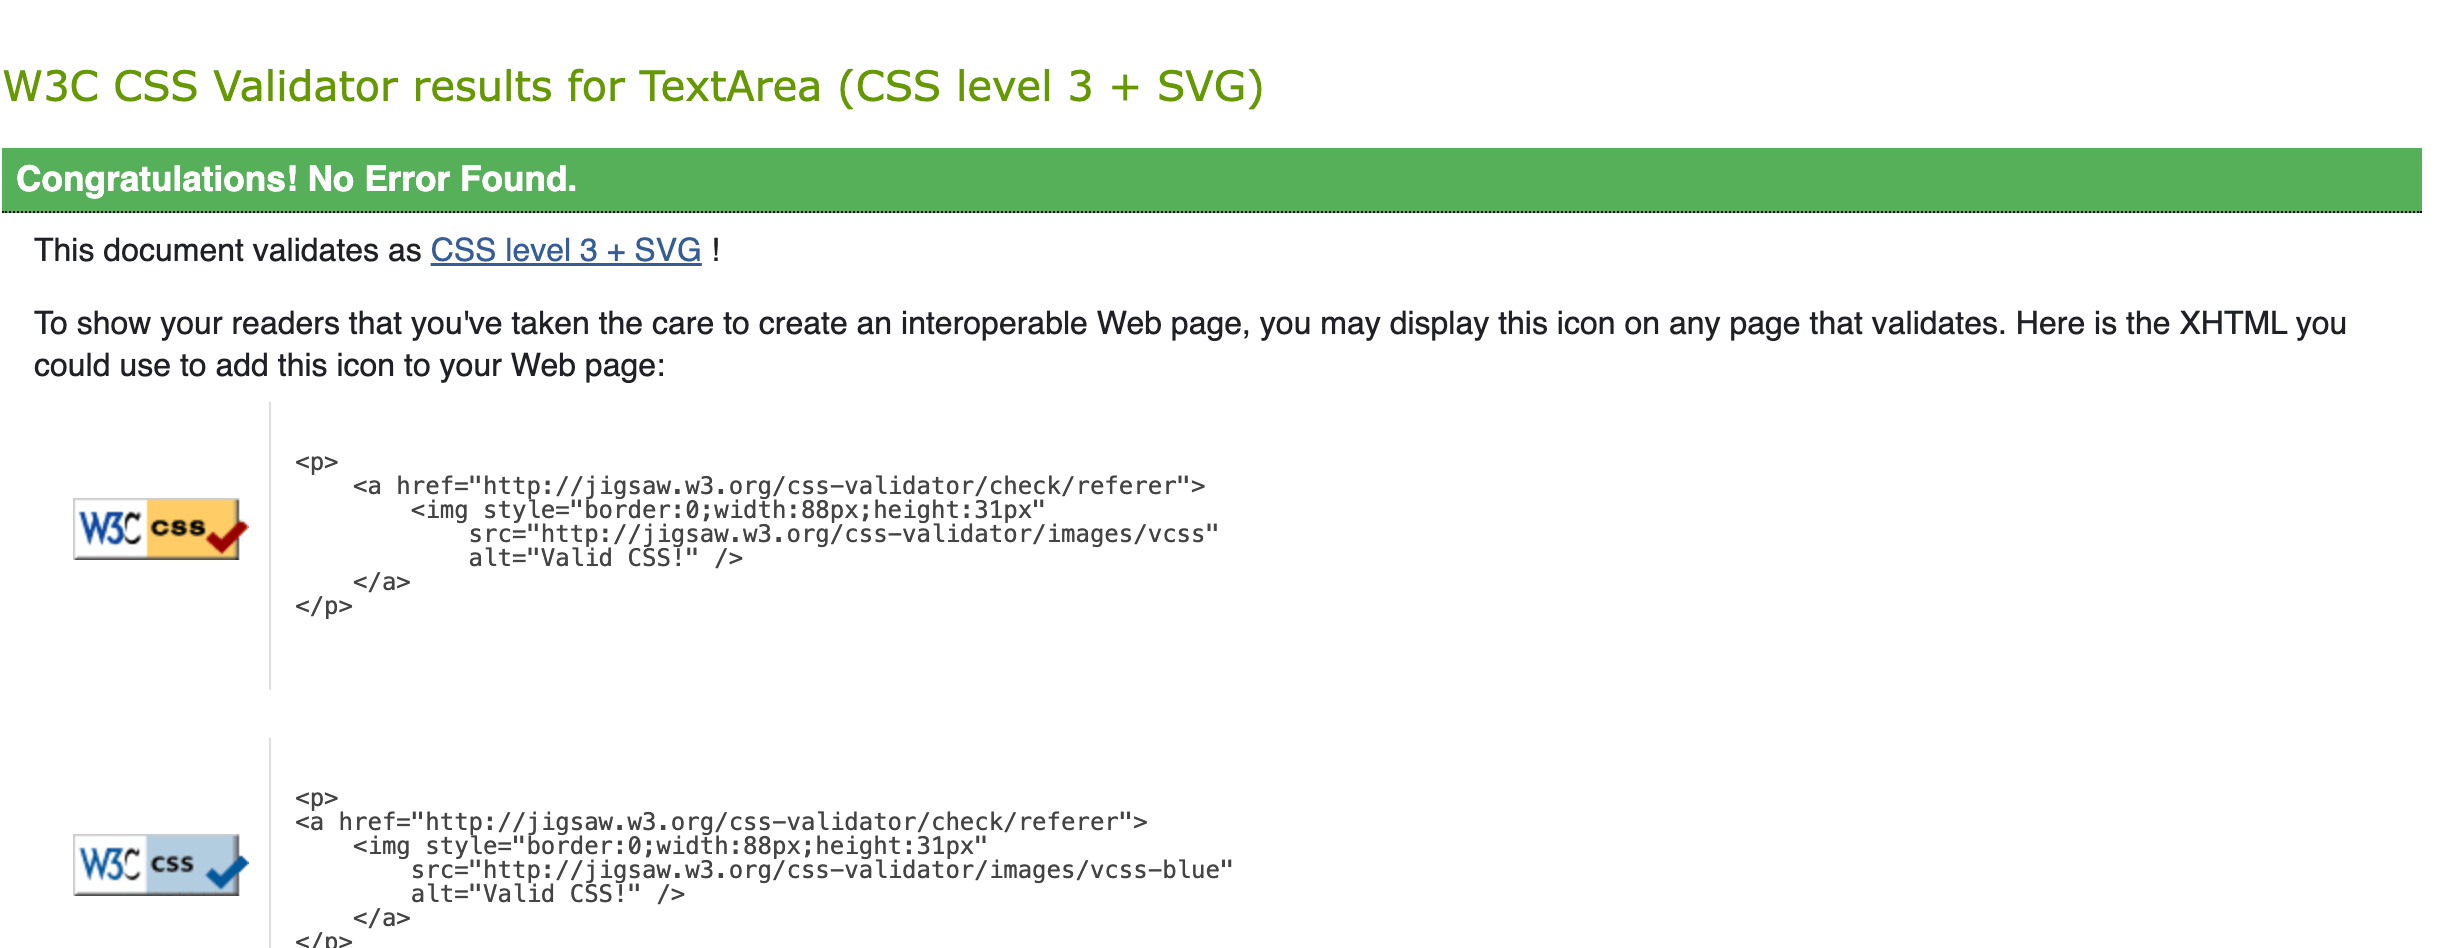 W3C CSS Validator results for TextArea (CSS level 3 + SVG)
Congratulations! No Error Found.
This document validates as CSS level 3 + SVG !
To show your readers that you've taken the care to create an interoperable Web page, you may display this icon on any page that validates. Here is the XHTML you
could use to add this icon to your Web page:
W3C css
<p>
    <a href="http://jigsaw.w3.org/css-validator/check/referer">
        <img style="border:0;width:88px;height:31px"
            src="http://jigsaw.w3.org/css-validator/images/vcss"
            alt="Valid CSS!" />
    </a>
</p>
W3C css
<p>
<a href="http://jigsaw.w3.org/css-validator/check/referer">
    <img style="border:0;width:88px;height:31px"
        src="http://jigsaw.w3.org/css-validator/images/vcss-blue"
        alt="Valid CSS!" />
    </a>
</p>